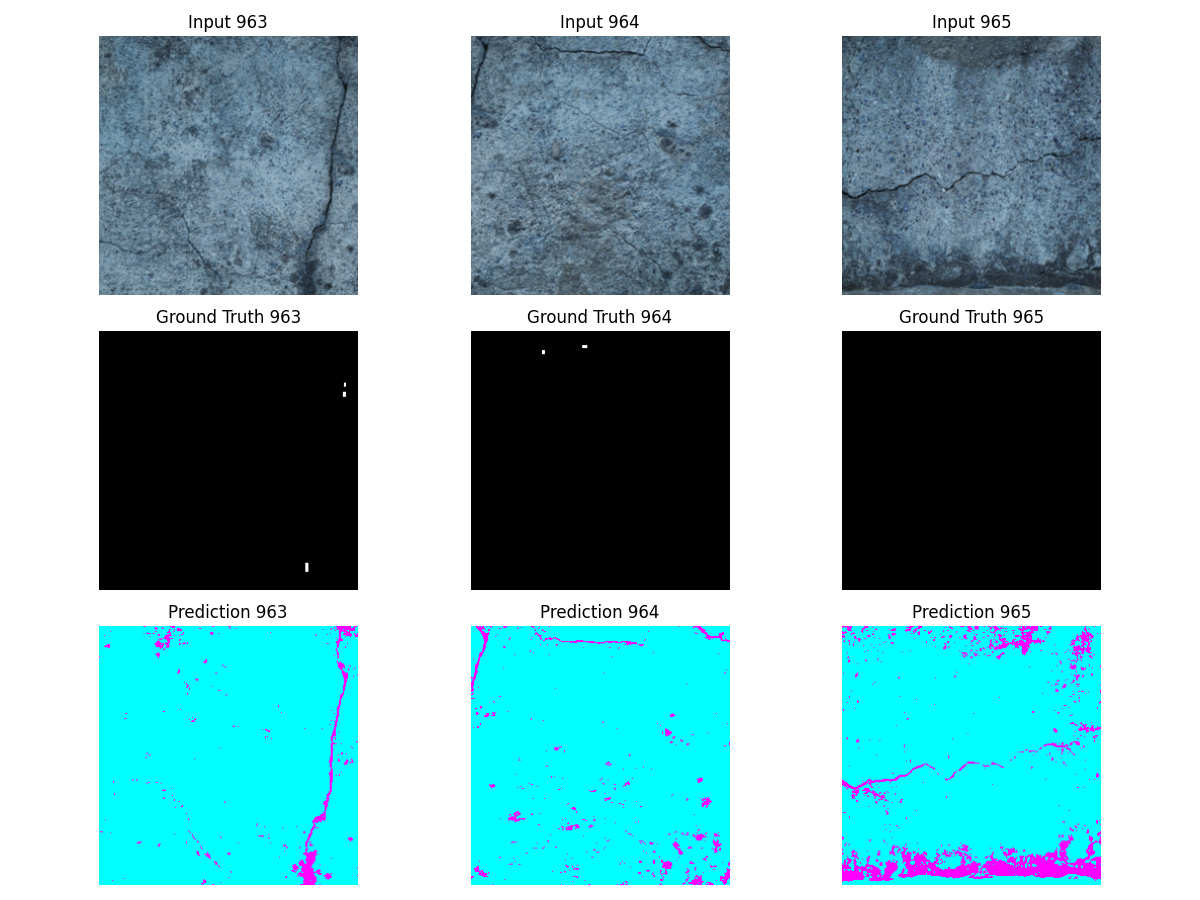 Input 963
Input 964
Input 965
Ground Truth 963
Ground Truth 964
Ground Truth 965
Prediction 963
Prediction 964
Prediction 965